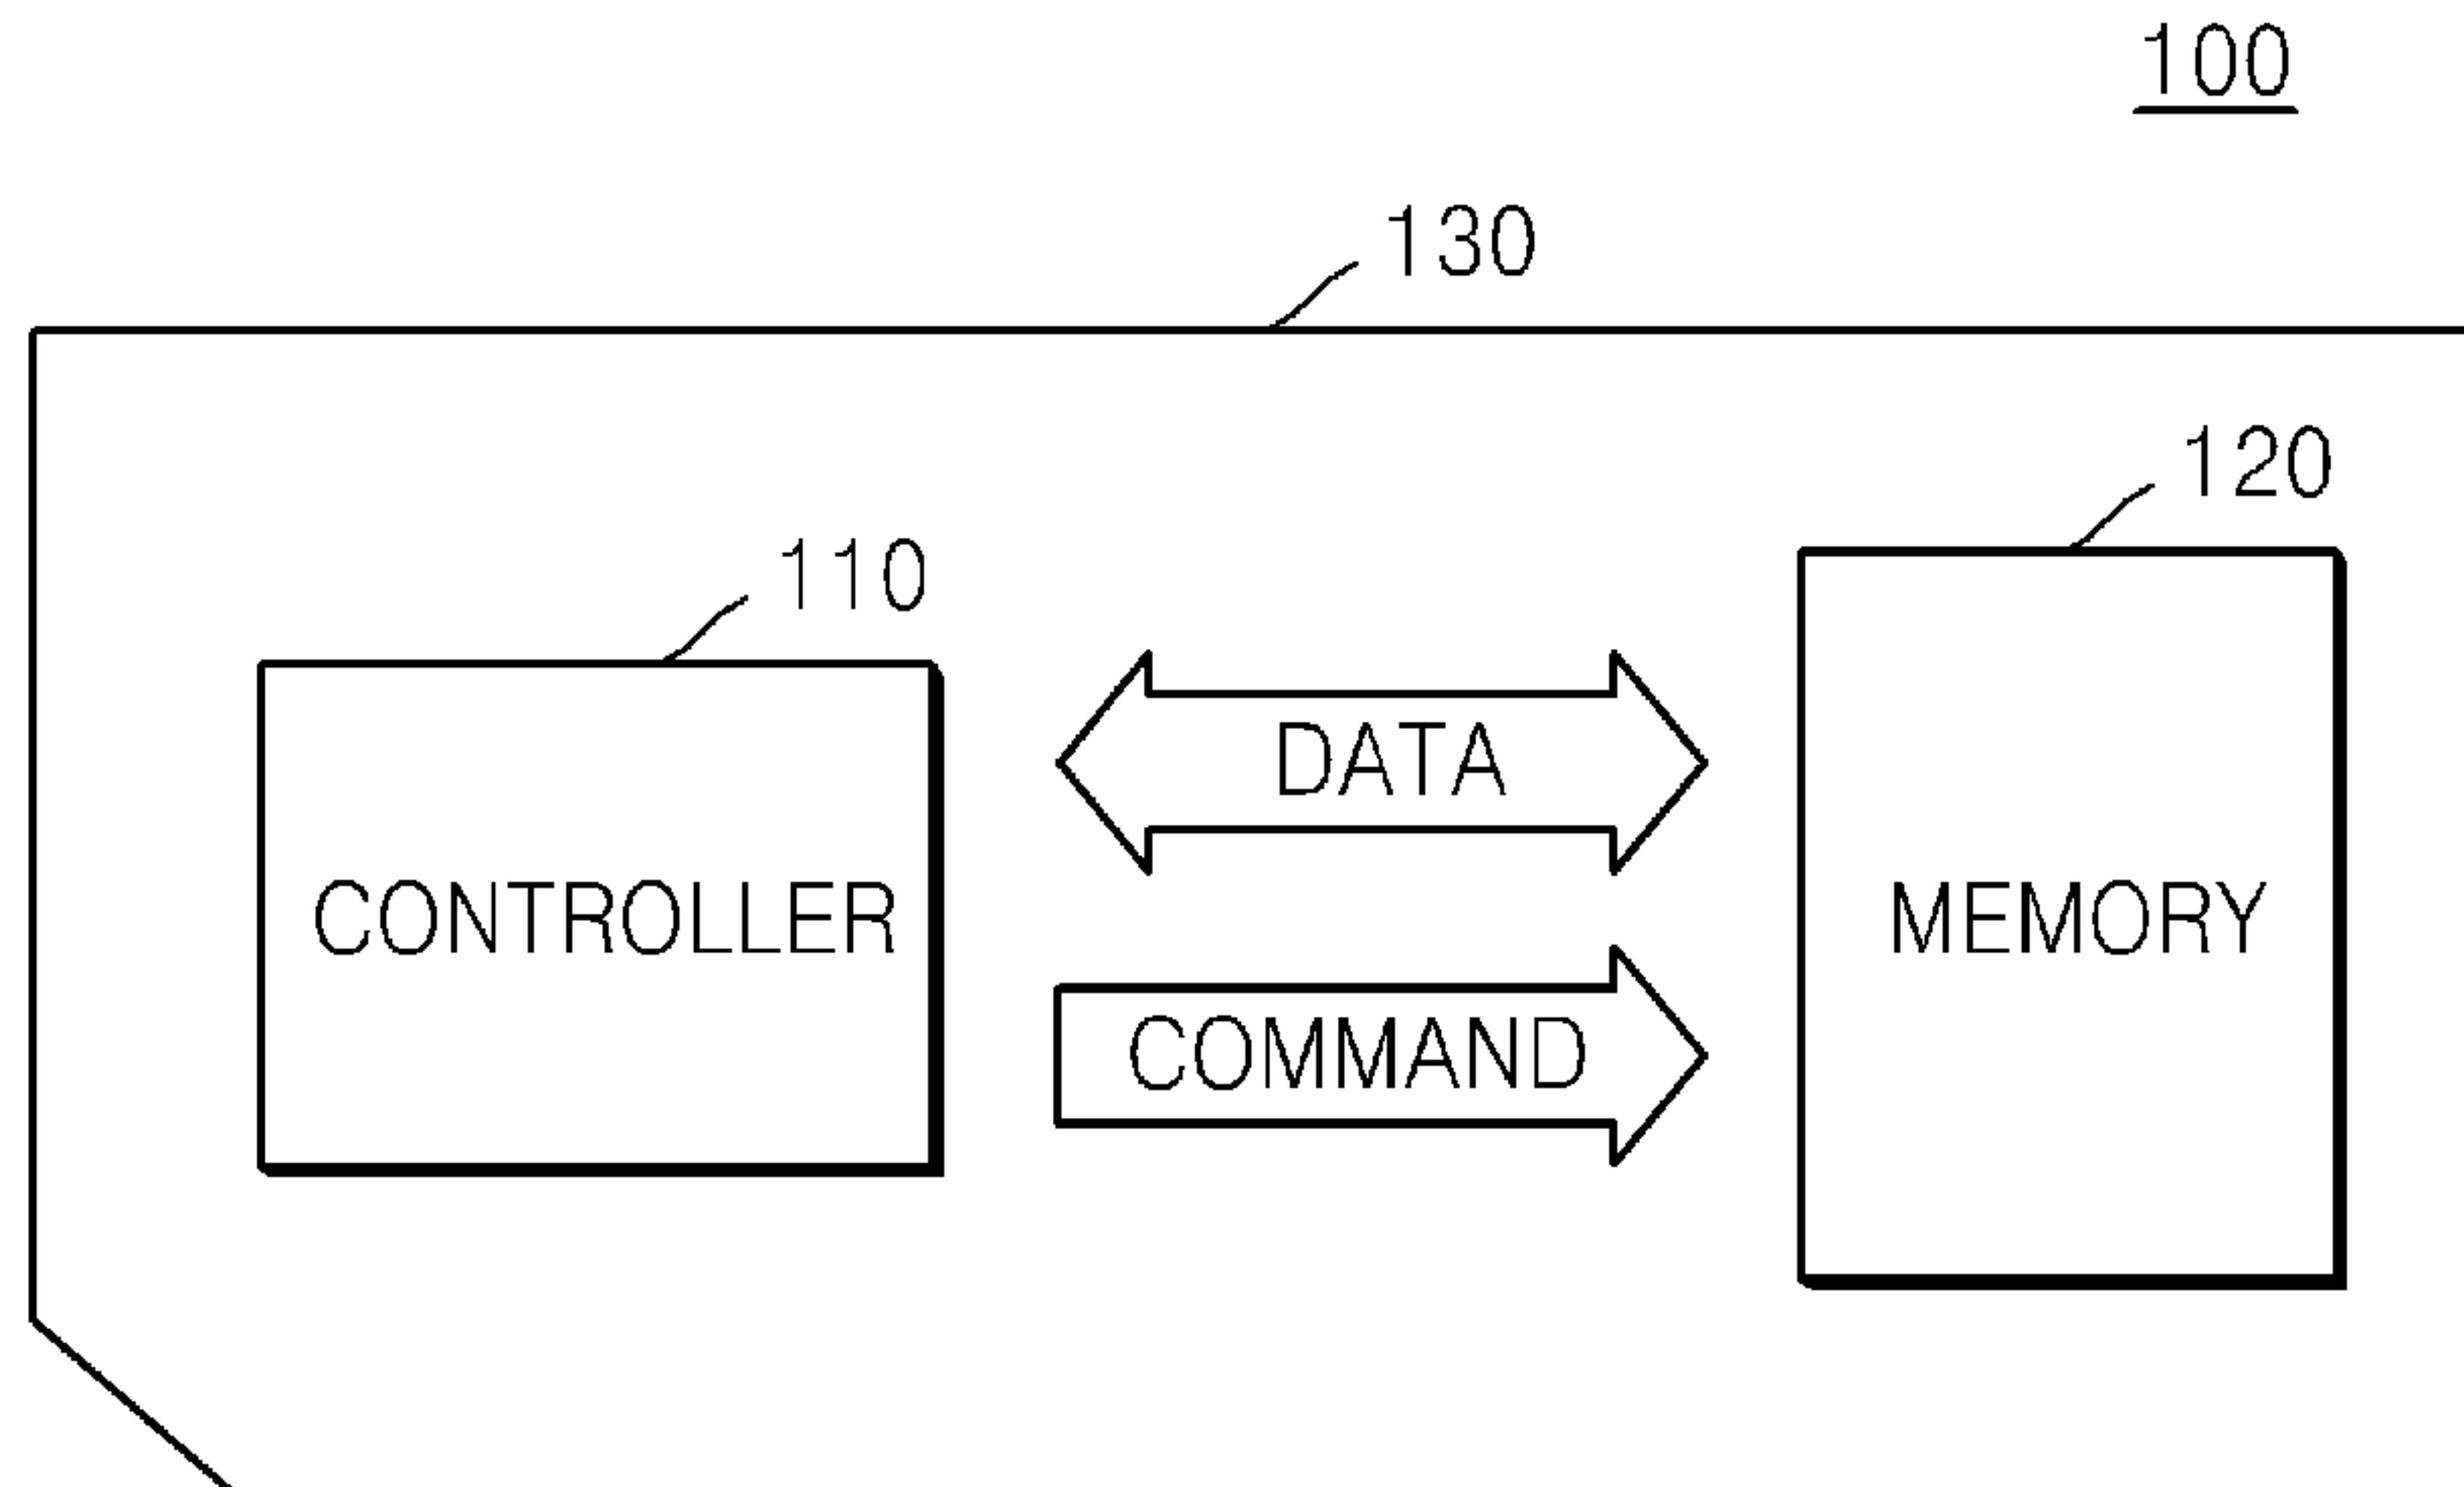 100
130
120
110
DATA
CONTROLLER
MEMORY
COMMAND